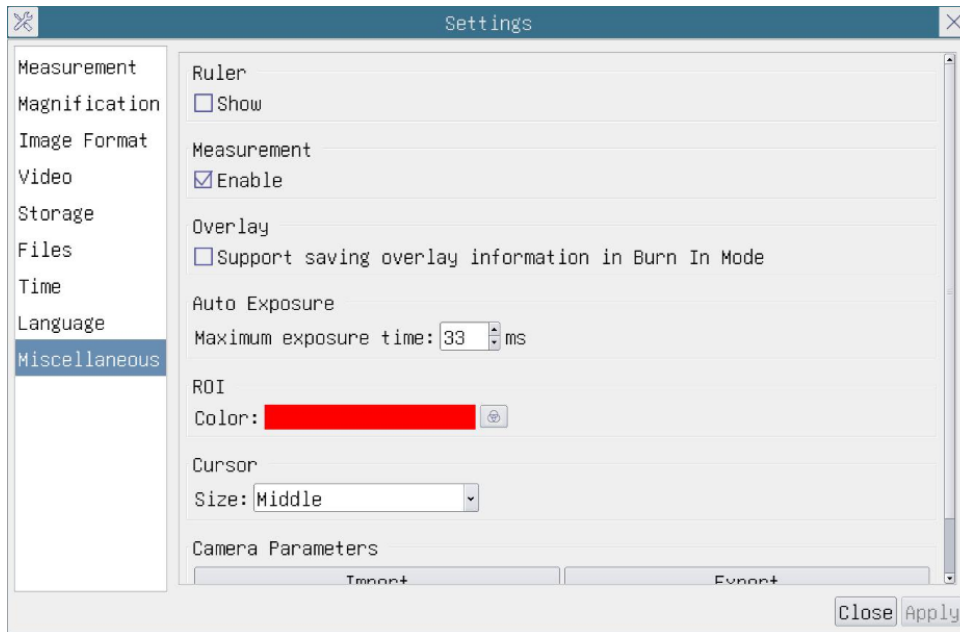 Settings
Measurement
Magnification
Image Format
Video
Storage
Files
Time
Language
Miscellaneous
Ruler
Show
Measurement
Enable
Overlay
Support saving overlay information in Burn In Mode
Auto Exposure
Maximum exposure time: 33 ms
ROI
Color:
Cursor
Size: Middle
Camera Parameters
Import Export
Close Apply